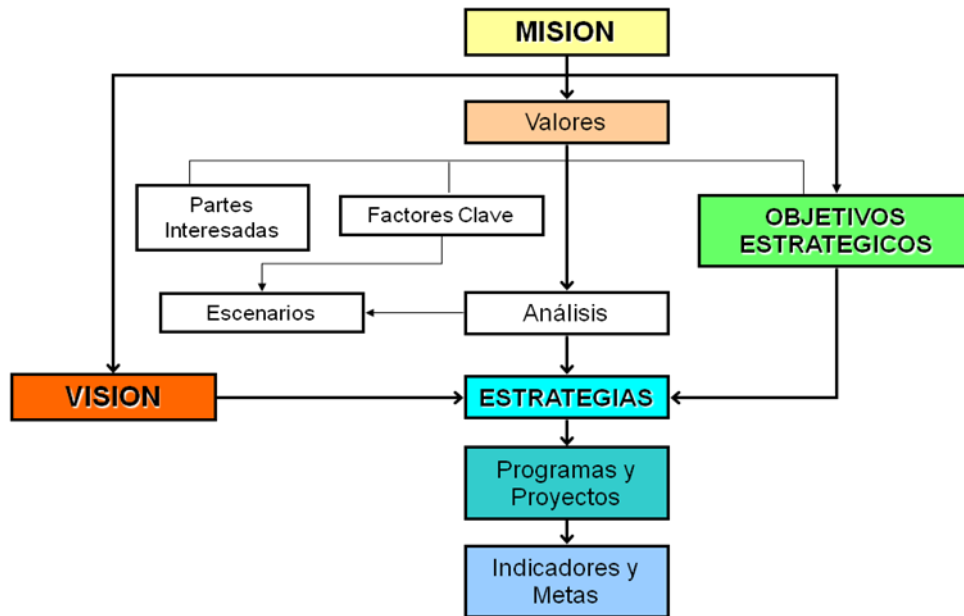 MISION
Valores
Partes
Interesadas
Factores Clave
OBJETIVOS
ESTRATEGICOS
Escenarios
Análisis
VISION
ESTRATEGIAS
Programas y
Proyectos
Indicadores y
Metas